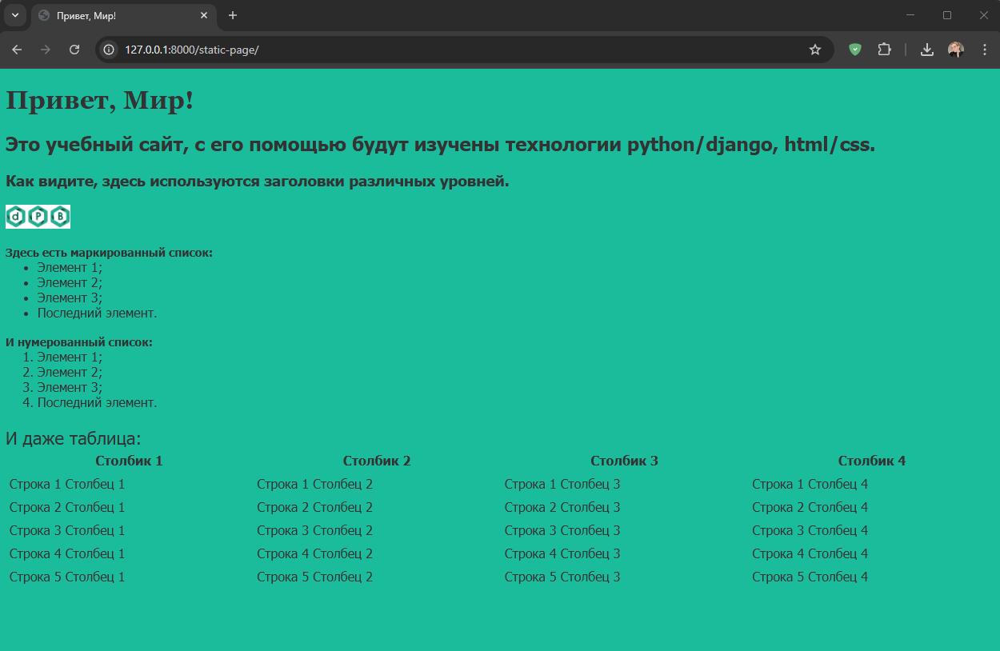 Привет, Мир!
127.0.0.1:8000/static-page/
Привет, Мир!
Это учебный сайт, с его помощью будут изучены технологии python/django, html/css.
Как видите, здесь используются заголовки различных уровней.
d P B
Здесь есть маркированный список:
• Элемент 1;
• Элемент 2;
• Элемент 3;
• Последний элемент.
И нумерованный список:
1. Элемент 1;
2. Элемент 2;
3. Элемент 3;
4. Последний элемент.
И даже таблица:
Столбик 1 Столбик 2 Столбик 3 Столбик 4
Строка 1 Столбец 1 Строка 1 Столбец 2 Строка 1 Столбец 3 Строка 1 Столбец 4
Строка 2 Столбец 1 Строка 2 Столбец 2 Строка 2 Столбец 3 Строка 2 Столбец 4
Строка 3 Столбец 1 Строка 3 Столбец 2 Строка 3 Столбец 3 Строка 3 Столбец 4
Строка 4 Столбец 1 Строка 4 Столбец 2 Строка 4 Столбец 3 Строка 4 Столбец 4
Строка 5 Столбец 1 Строка 5 Столбец 2 Строка 5 Столбец 3 Строка 5 Столбец 4